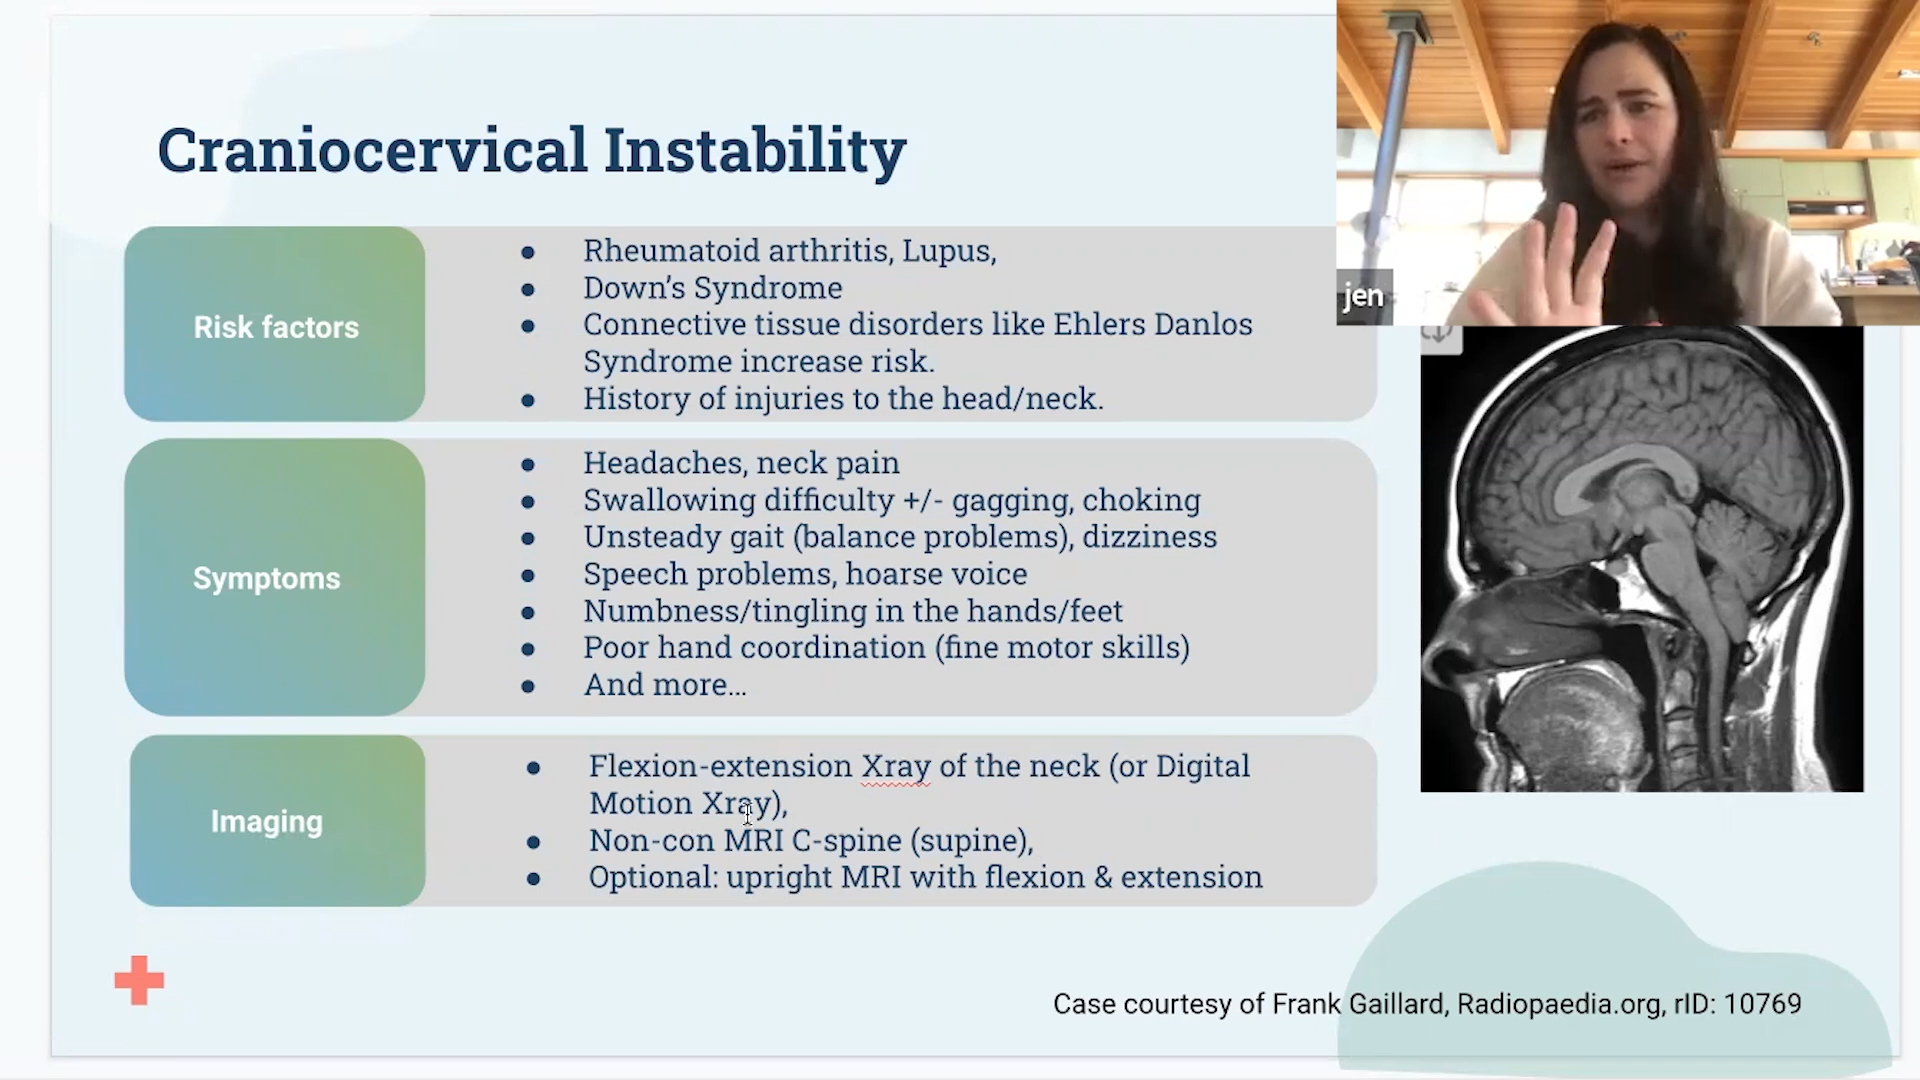 Craniocervical Instability
Risk factors
● Rheumatoid arthritis, Lupus,
● Down’s Syndrome
● Connective tissue disorders like Ehlers Danlos
Syndrome increase risk.
● History of injuries to the head/neck.
Symptoms
● Headaches, neck pain
● Swallowing difficulty +/- gagging, choking
● Unsteady gait (balance problems), dizziness
● Speech problems, hoarse voice
● Numbness/tingling in the hands/feet
● Poor hand coordination (fine motor skills)
● And more...
Imaging
● Flexion-extension Xray of the neck (or Digital
Motion Xray),
● Non-con MRI C-spine (supine),
● Optional: upright MRI with flexion & extension
jen
Case courtesy of Frank Gaillard, Radiopaedia.org, rID: 10769